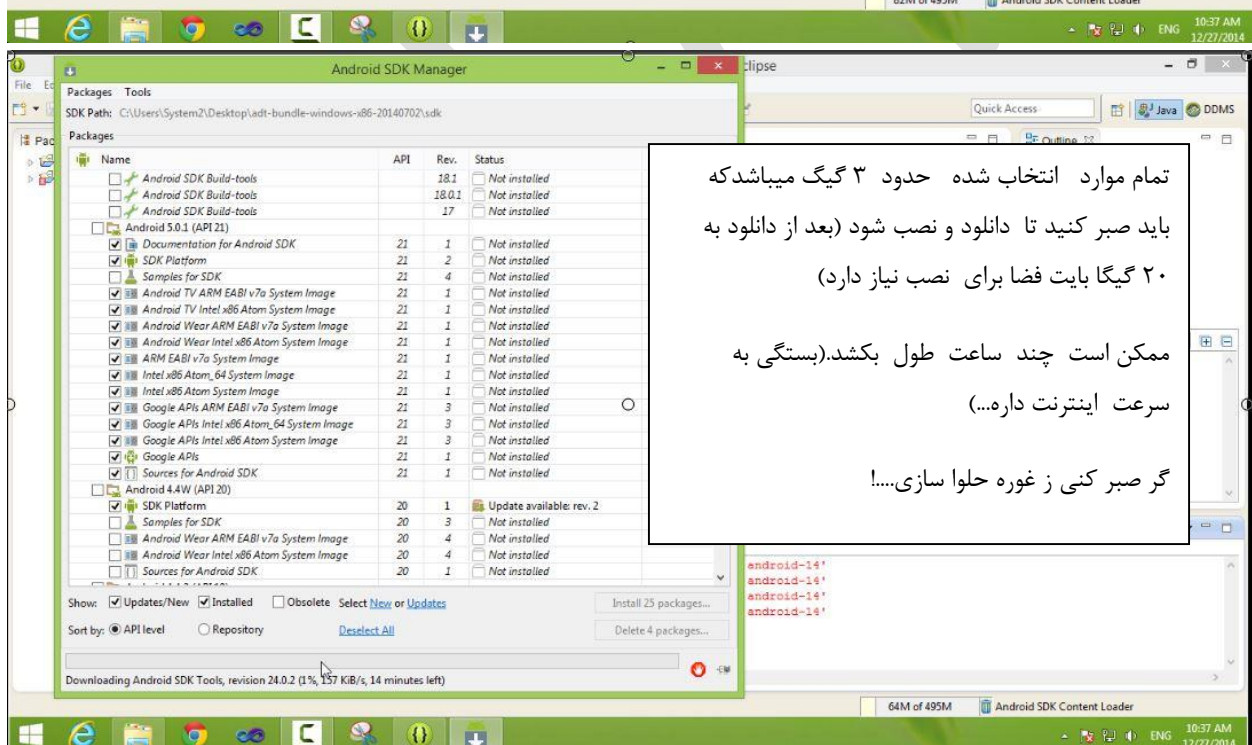 82M of 495M Android SDK Content Loader
ENG 10:37 AM
12/27/2014
Android SDK Manager
clipse
File
Packages Tools
SDK Path: C:\Users\System2\Desktop\adt-bundle-windows-x86-20140702\sdk
Quick Access Java DDMS
Packages
Pac
Outline
Name API Rev. Status
Android SDK Build-tools 18.1 Not installed
Android SDK Build-tools 18.0.1 Not installed
Android SDK Build-tools 17 Not installed
Android 5.0.1 (API 21)
Documentation for Android SDK 21 1 Not installed
SDK Platform 21 2 Not installed
Samples for SDK 21 4 Not installed
Android TV ARM EABI v7a System Image 21 1 Not installed
Android TV Intel x86 Atom System Image 21 1 Not installed
Android Wear ARM EABI v7a System Image 21 1 Not installed
Android Wear Intel x86 Atom System Image 21 1 Not installed
ARM EABI v7a System Image 21 1 Not installed
Intel x86 Atom_64 System Image 21 1 Not installed
Intel x86 Atom System Image 21 1 Not installed
Google APIs ARM EABI v7a System Image 21 3 Not installed
Google APIs Intel x86 Atom_64 System Image 21 3 Not installed
Google APIs Intel x86 Atom System Image 21 3 Not installed
Google APIs 21 1 Not installed
Sources for Android SDK 21 1 Not installed
Android 4.4W (API 20)
SDK Platform 20 1 Update available: rev. 2
Samples for SDK 20 3 Not installed
Android Wear ARM EABI v7a System Image 20 4 Not installed
Android Wear Intel x86 Atom System Image 20 4 Not installed
Sources for Android SDK 20 1 Not installed
Show: Updates/New Installed Obsolete Select New or Updates Install 25 packages...
Sort by: API level Repository Deselect All Delete 4 packages...
Downloading Android SDK Tools, revision 24.0.2 (1%, 157 KiB/s, 14 minutes left)
تمام موارد انتخاب شده حدود ۳ گیگ میباشدکه
باید صبر کنید تا دانلود و نصب شود (بعد از دانلود به
۲۰ گیگا بایت فضا برای نصب نیاز دارد)
ممکن است چند ساعت طول بکشد.(بستگی به
سرعت اینترنت داره...)
گر صبر کنی ز غوره حلوا سازی....!
android-14'
android-14'
android-14'
android-14'
64M of 495M Android SDK Content Loader
ENG 10:37 AM
12/27/2014